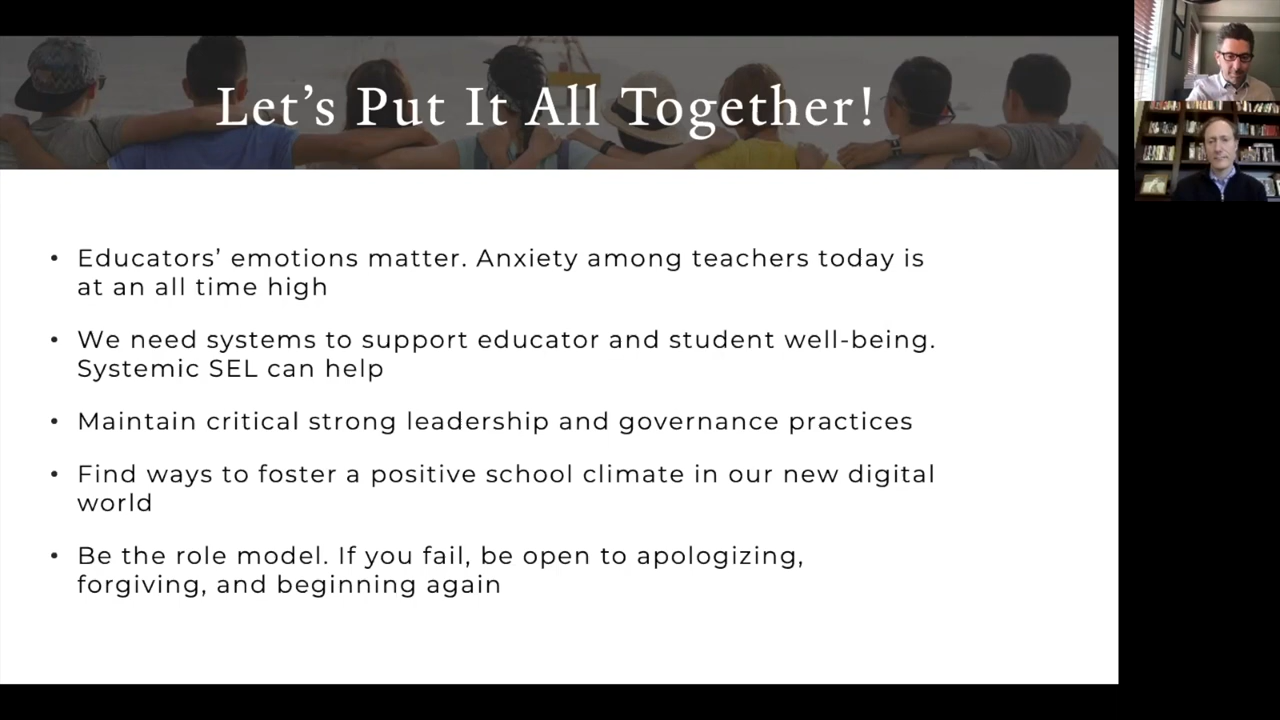 Let's Put It All Together!
• Educators' emotions matter. Anxiety among teachers today is
at an all time high
• We need systems to support educator and student well-being.
Systemic SEL can help
• Maintain critical strong leadership and governance practices
• Find ways to foster a positive school climate in our new digital
world
• Be the role model. If you fail, be open to apologizing,
forgiving, and beginning again